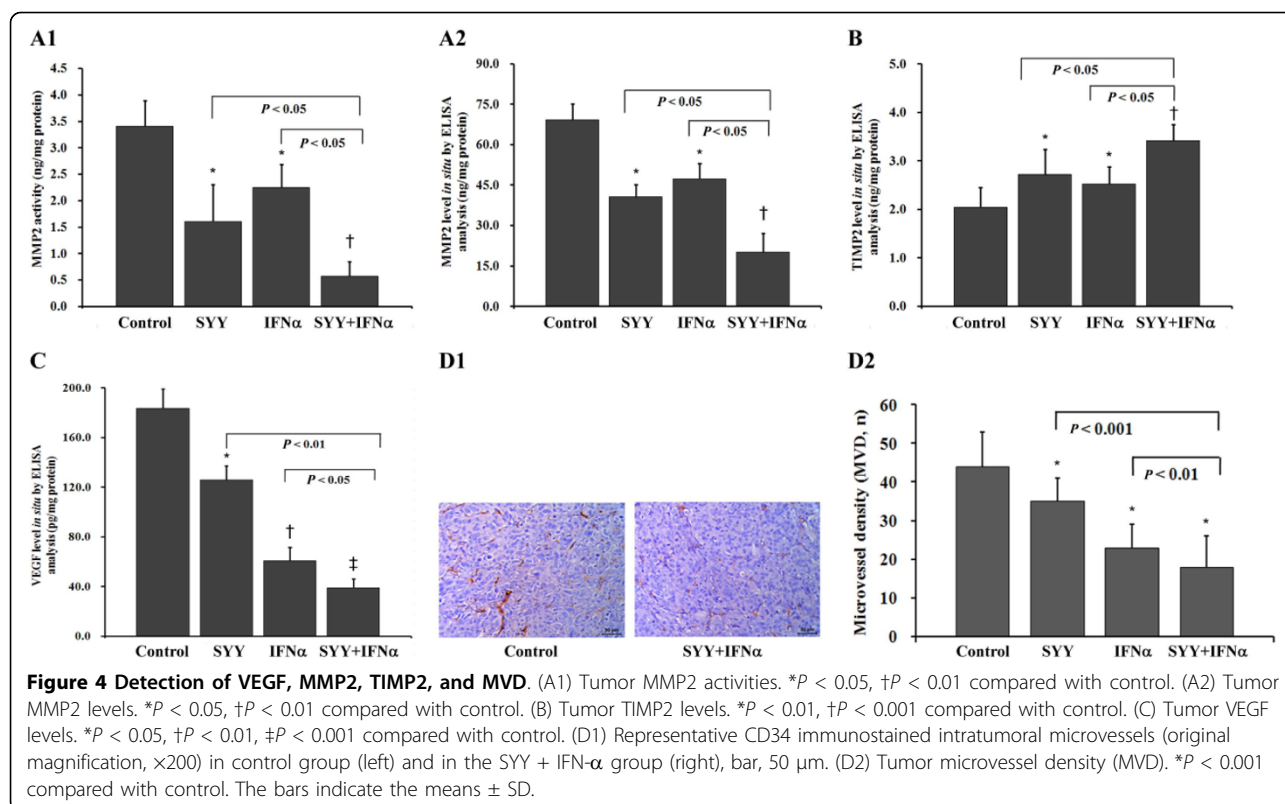 A1
MMP2 activity (ng/mg protein)
4.5
4.0
3.5
3.0
2.5
2.0
1.5
1.0
0.5
0.0
P < 0.05
P < 0.05
*
*
†
Control SYY IFNα SYY+IFNα
A2
MMP2 level in situ by ELISA
analysis (ng/mg protein)
90.0
75.0
60.0
45.0
30.0
15.0
0.0
P < 0.05
P < 0.05
*
*
†
Control SYY IFNα SYY+IFNα
B
TIMP2 level in situ by ELISA
analysis (ng/mg protein)
5.0
4.0
3.0
2.0
1.0
0.0
P < 0.05
P < 0.05
*
*
†
Control SYY IFNα SYY+IFNα
C
VEGF level in situ by ELISA
analysis (pg/mg protein)
200.0
160.0
120.0
80.0
40.0
0.0
P < 0.01
P < 0.05
*
†
‡
Control SYY IFNα SYY+IFNα
D1
Control SYY+IFNα
D2
Microvessel density (MVD, n)
60
50
40
30
20
10
0
P < 0.001
P < 0.01
*
*
*
Control SYY IFNα SYY+IFNα
Figure 4 Detection of VEGF, MMP2, TIMP2, and MVD. (A1) Tumor MMP2 activities. *P < 0.05, †P < 0.01 compared with control. (A2) Tumor
MMP2 levels. *P < 0.05, †P < 0.01 compared with control. (B) Tumor TIMP2 levels. *P < 0.01, †P < 0.001 compared with control. (C) Tumor VEGF
levels. *P < 0.05, †P < 0.01, ‡P < 0.001 compared with control. (D1) Representative CD34 immunostained intratumoral microvessels (original
magnification, ×200) in control group (left) and in the SYY + IFN-α group (right), bar, 50 μm. (D2) Tumor microvessel density (MVD). *P < 0.001
compared with control. The bars indicate the means ± SD.